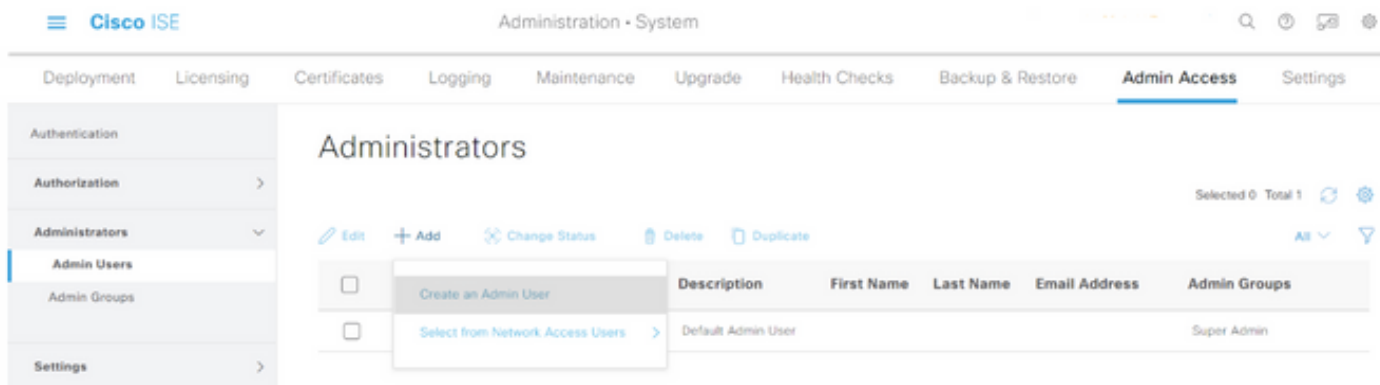 Cisco ISE Administration • System
Deployment Licensing Certificates Logging Maintenance Upgrade Health Checks Backup & Restore Admin Access Settings
Authentication
Administrators
Authorization
Selected 0 Total 1
Administrators
Edit Add Change Status Delete Duplicate All
Admin Users
Description First Name Last Name Email Address Admin Groups
Create an Admin User
Admin Groups
Select from Network Access Users Default Admin User Super Admin
Settings